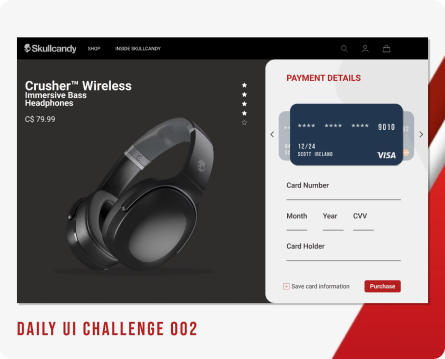 Skullcandy
SHOP
INSIDE SKULLCANDY
Crusher™ Wireless
Immersive Bass
Headphones
C$ 79.99
PAYMENT DETAILS
**** **** **** 9010
12/24
SCOTT IRELAND
VISA
Card Number
Month Year CVV
Card Holder
Save card information
Purchase
DAILY UI CHALLENGE 002